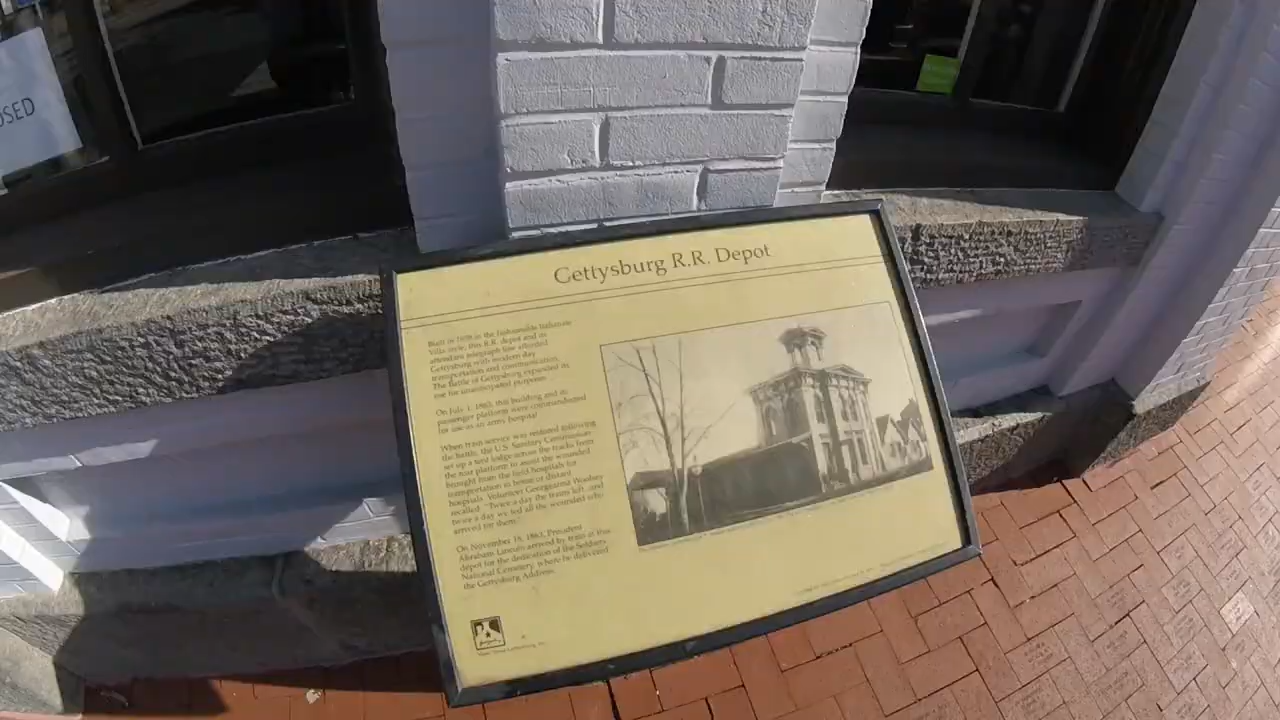 OSED
Gettysburg R.R. Depot
Built in 1858 in the fashionable Italianate
Villa style, this R.R. depot and its
attendant telegraph line afforded
Gettysburg with modern day
transportation and communication.
The Battle of Gettysburg expanded its
use for unanticipated purposes.
On July 1, 1863, this building and its
passenger platform were commandeered
for use as an army hospital.
When train service was restored following
the battle, the U.S. Sanitary Commission
set up a tent lodge across the tracks from
the rear platform to assist the wounded
brought from the field hospitals for
transportation to home or distant
hospitals. Volunteer Georgeanna Woolsey
recalled, "Twice a day the trains left, and
twice a day we fed all the wounded who
arrived for them."
On November 18, 1863, President
Abraham Lincoln arrived by train at this
depot for the dedication of the Soldiers'
National Cemetery, where he delivered
the Gettysburg Address.
Main Street Gettysburg, Inc.